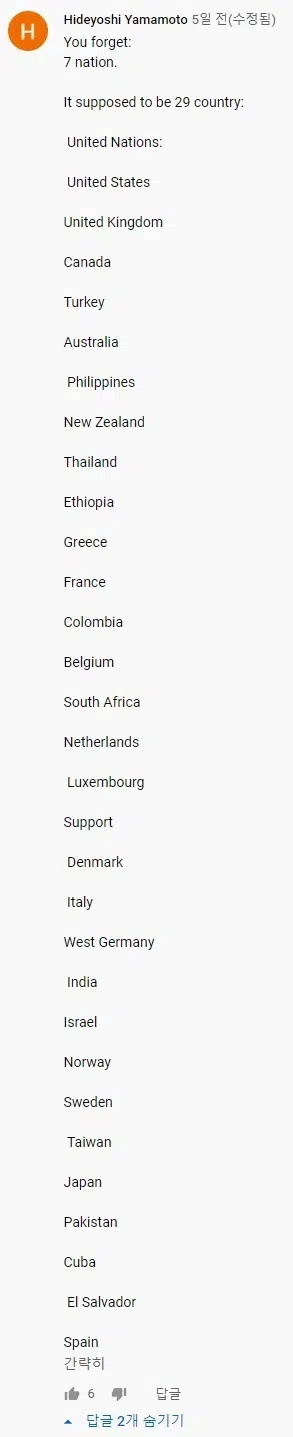 H
Hideyoshi Yamamoto 5일 전(수정됨)
You forget:
7 nation.
It supposed to be 29 country:
United Nations:
United States
United Kingdom
Canada
Turkey
Australia
Philippines
New Zealand
Thailand
Ethiopia
Greece
France
Colombia
Belgium
South Africa
Netherlands
Luxembourg
Support
Denmark
Italy
West Germany
India
Israel
Norway
Sweden
Taiwan
Japan
Pakistan
Cuba
El Salvador
Spain
간략히
6 답글
답글 2개 숨기기